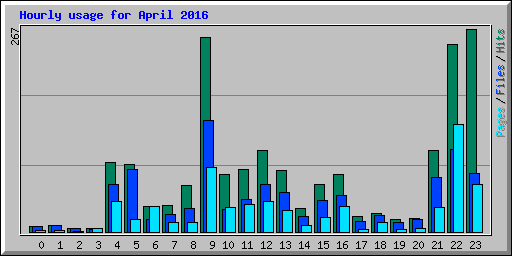 Hourly usage for April 2016
267
Pages / Files / Hits
0 1 2 3 4 5 6 7 8 9 10 11 12 13 14 15 16 17 18 19 20 21 22 23